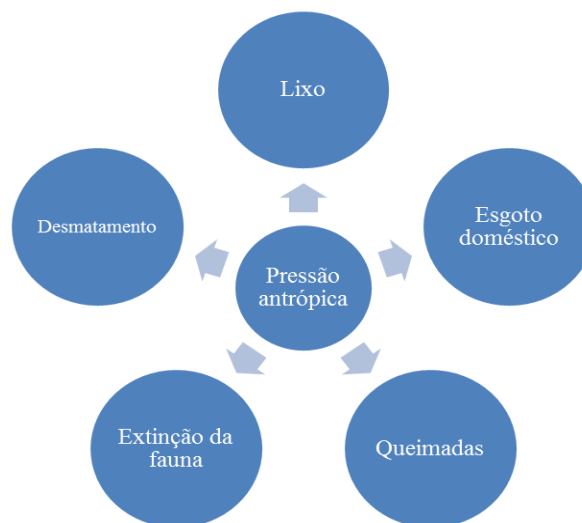 Lixo
Desmatamento
Esgoto
doméstico
Pressão
antrópica
Extinção da
fauna
Queimadas